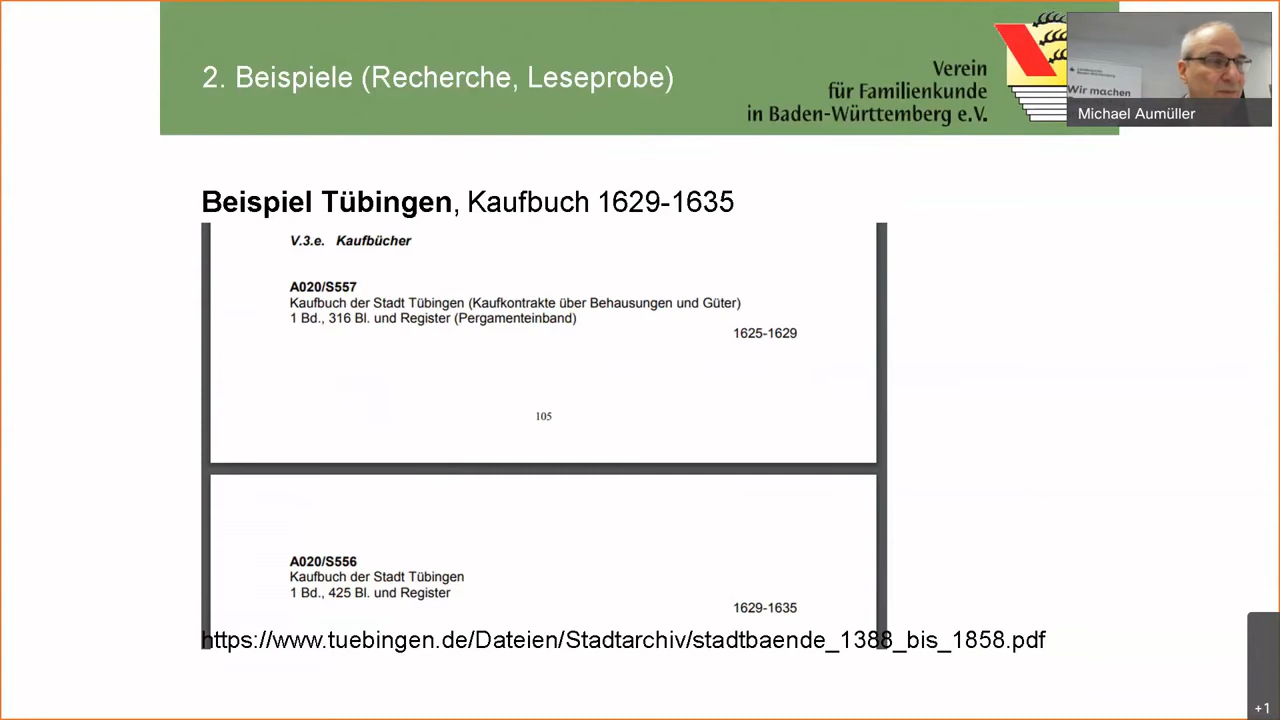 2. Beispiele (Recherche, Leseprobe)
Verein
für Familienkunde
in Baden-Württemberg e.V.
Wir machen
Michael Aumüller
Beispiel Tübingen, Kaufbuch 1629-1635
V.3.e. Kaufbücher
A020/S557
Kaufbuch der Stadt Tübingen (Kaufkontrakte über Behausungen und Güter)
1 Bd., 316 Bl. und Register (Pergamenteinband)
1625-1629
105
A020/S556
Kaufbuch der Stadt Tübingen
1 Bd., 425 Bl. und Register
1629-1635
https://www.tuebingen.de/Dateien/Stadtarchiv/stadtbaende_1388_bis_1858.pdf
+1